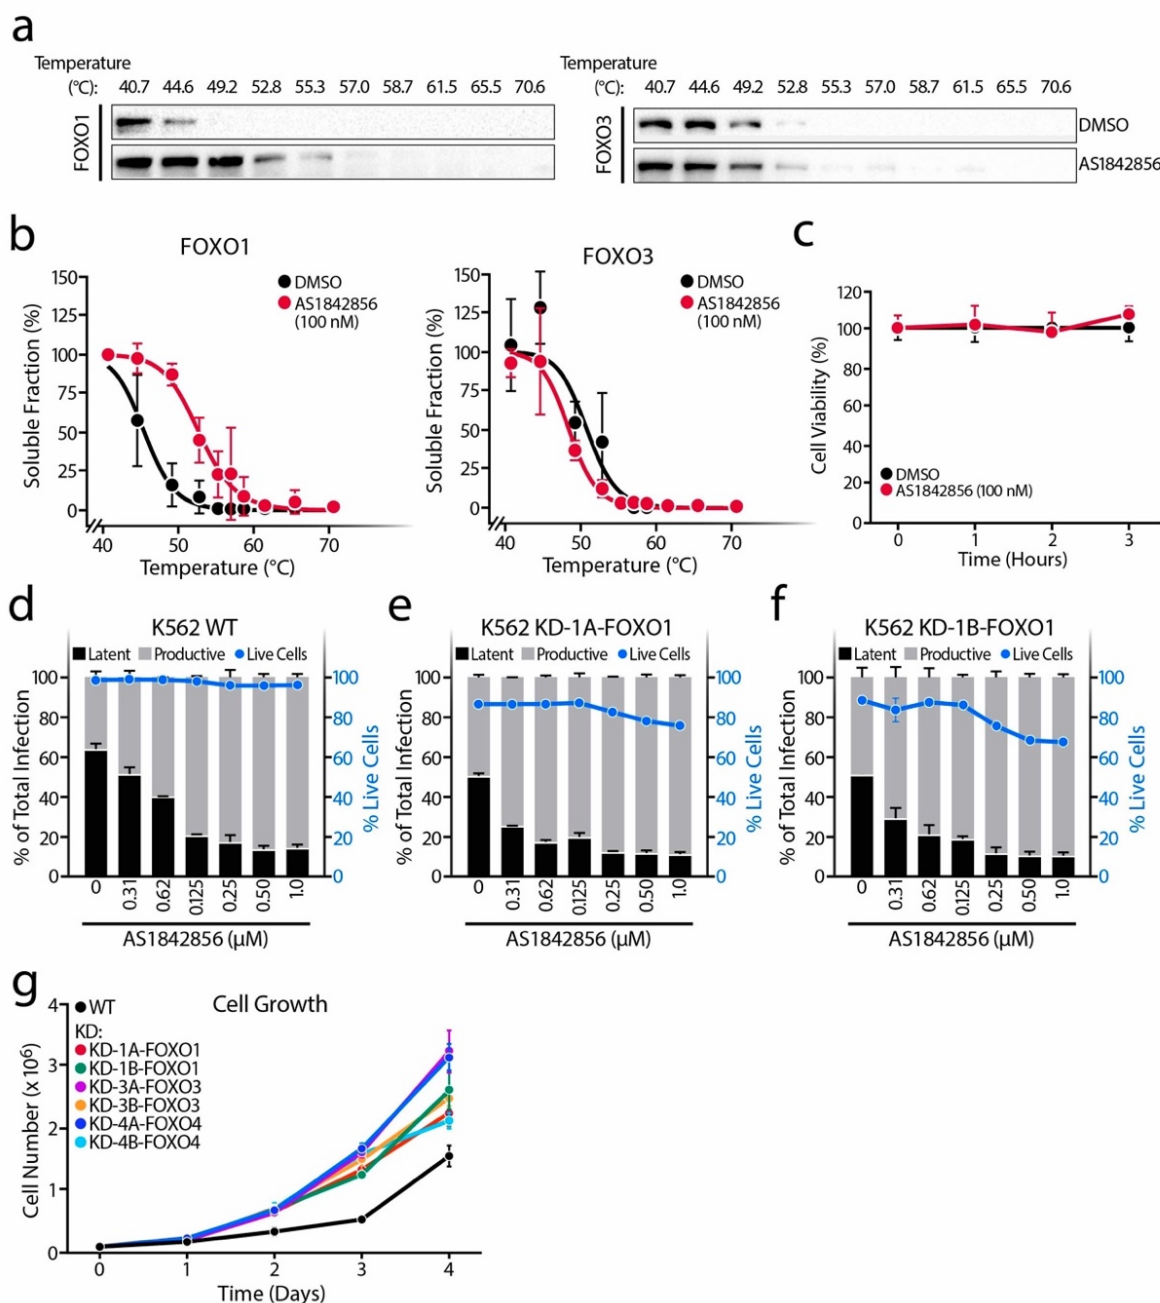 a
Temperature
(°C): 40.7 44.6 49.2 52.8 55.3 57.0 58.7 61.5 65.5 70.6
FOXO1
Temperature
(°C): 40.7 44.6 49.2 52.8 55.3 57.0 58.7 61.5 65.5 70.6
FOXO3
DMSO
AS1842856
b
FOXO1
DMSO
AS1842856
(100 nM)
Soluble Fraction (%)
150
125
100
75
50
25
0
40 50 60 70
Temperature (°C)
FOXO3
DMSO
AS1842856
(100 nM)
Soluble Fraction (%)
150
125
100
75
50
25
0
40 50 60 70
Temperature (°C)
c
Cell Viability (%)
120
100
80
60
40
20
0
DMSO
AS1842856 (100 nM)
0 1 2 3
Time (Hours)
d
K562 WT
Latent Productive Live Cells
% of Total Infection
100
80
60
40
20
0
100
80
60
40
20
0
% Live Cells
0 0.31 0.62 0.125 0.25 0.50 1.0
AS1842856 (µM)
e
K562 KD-1A-FOXO1
Latent Productive Live Cells
% of Total Infection
100
80
60
40
20
0
100
80
60
40
20
0
% Live Cells
0 0.31 0.62 0.125 0.25 0.50 1.0
AS1842856 (µM)
f
K562 KD-1B-FOXO1
Latent Productive Live Cells
% of Total Infection
100
80
60
40
20
0
100
80
60
40
20
0
% Live Cells
0 0.31 0.62 0.125 0.25 0.50 1.0
AS1842856 (µM)
g
Cell Growth
WT
KD:
KD-1A-FOXO1
KD-1B-FOXO1
KD-3A-FOXO3
KD-3B-FOXO3
KD-4A-FOXO4
KD-4B-FOXO4
Cell Number (x 10⁶)
4
3
2
1
0
0 1 2 3 4
Time (Days)